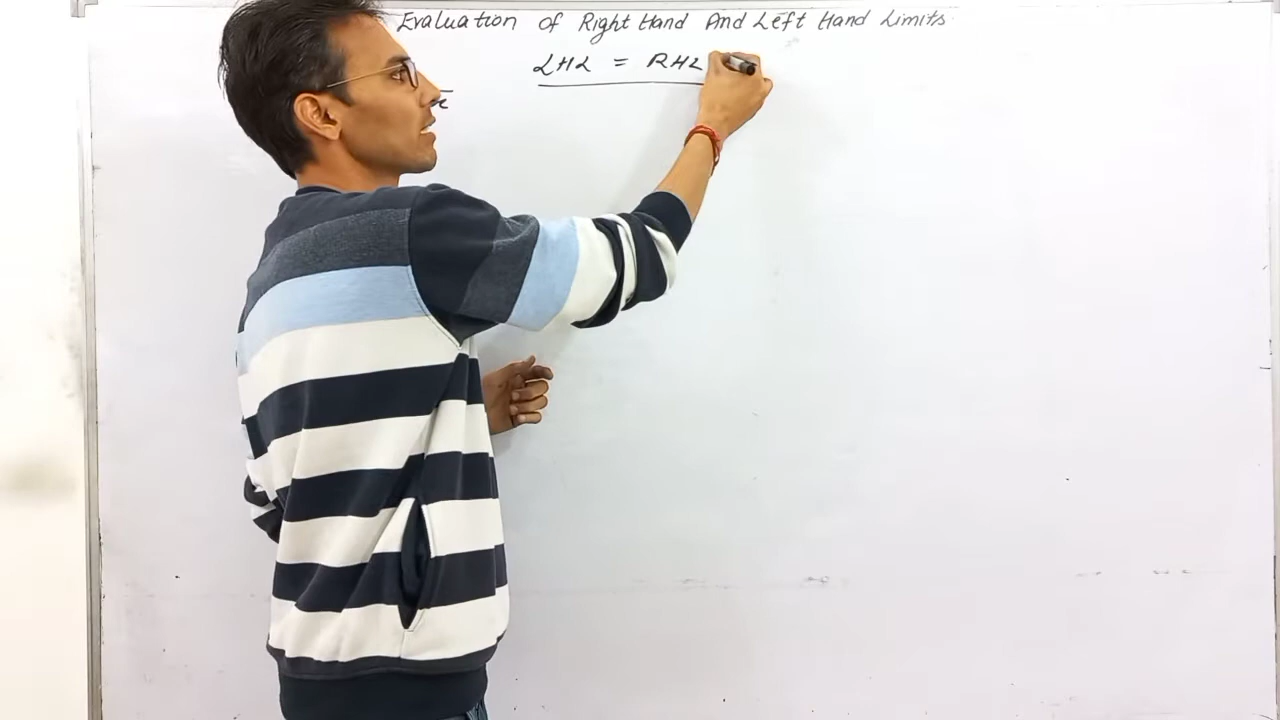 Evaluation of Right Hand And Left Hand Limits
LHL = RHL